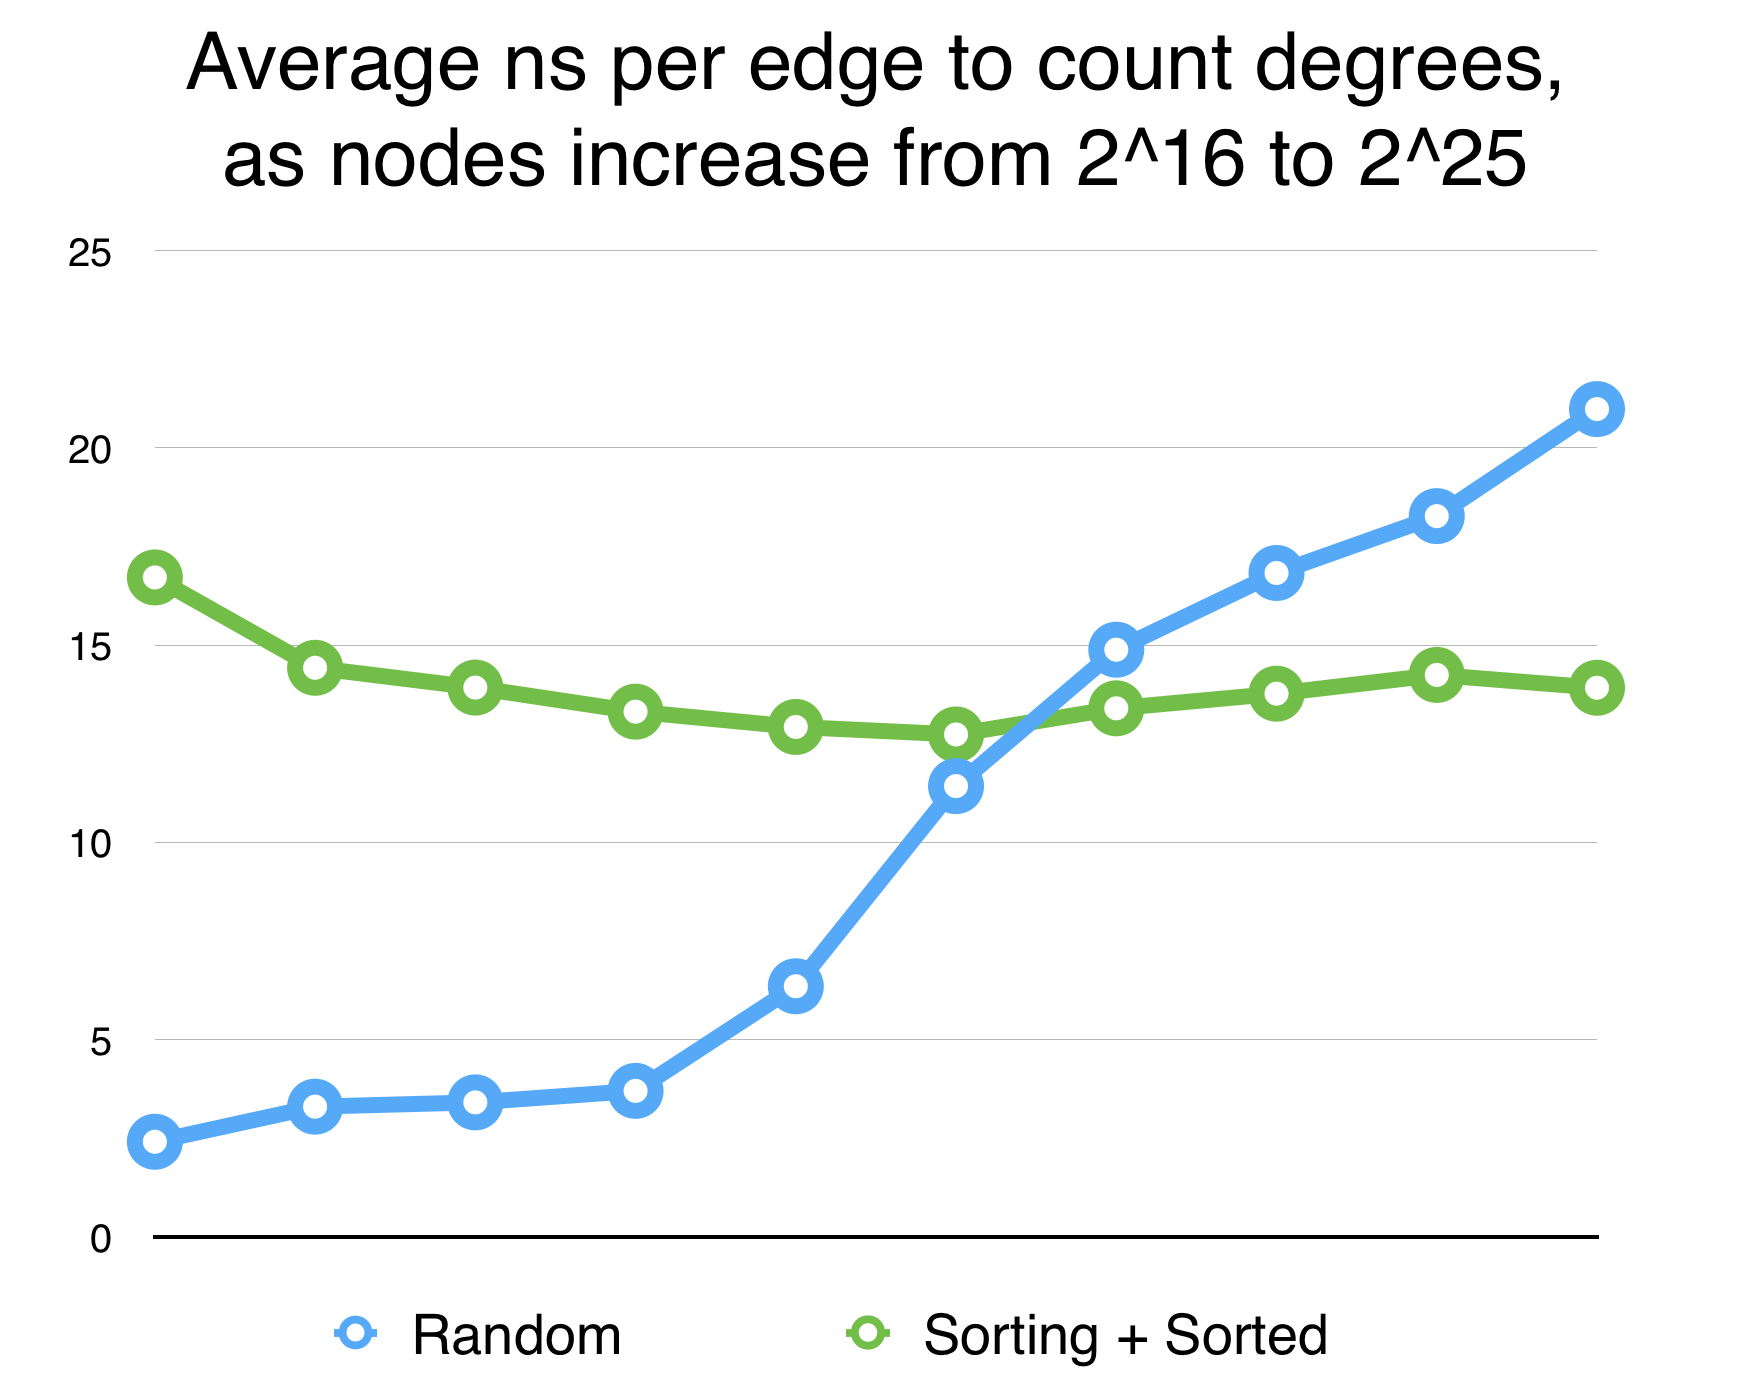 Average ns per edge to count degrees,
as nodes increase from 2^16 to 2^25
25
20
15
10
5
0
Random
Sorting + Sorted